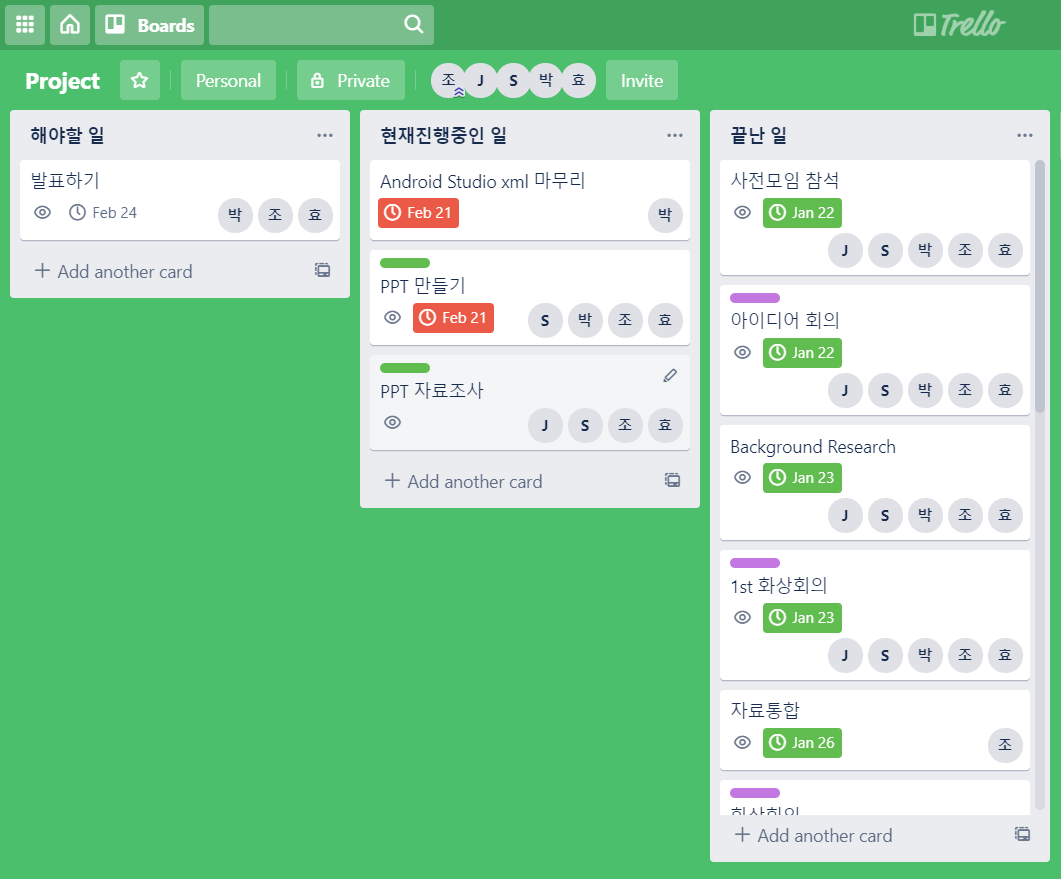 Boards
Trello
Project
Personal
Private
조 J S 박 효
Invite
해야할 일
발표하기
Feb 24
박 조 효
Add another card
현재진행중인 일
Android Studio xml 마무리
Feb 21
박
PPT 만들기
Feb 21
S 박 조 효
PPT 자료조사
J S 조 효
Add another card
끝난 일
사전모임 참석
Jan 22
J S 박 조 효
아이디어 회의
Jan 22
J S 박 조 효
Background Research
Jan 23
J S 박 조 효
1st 화상회의
Jan 23
J S 박 조 효
자료통합
Jan 26
조
화상회의
Add another card